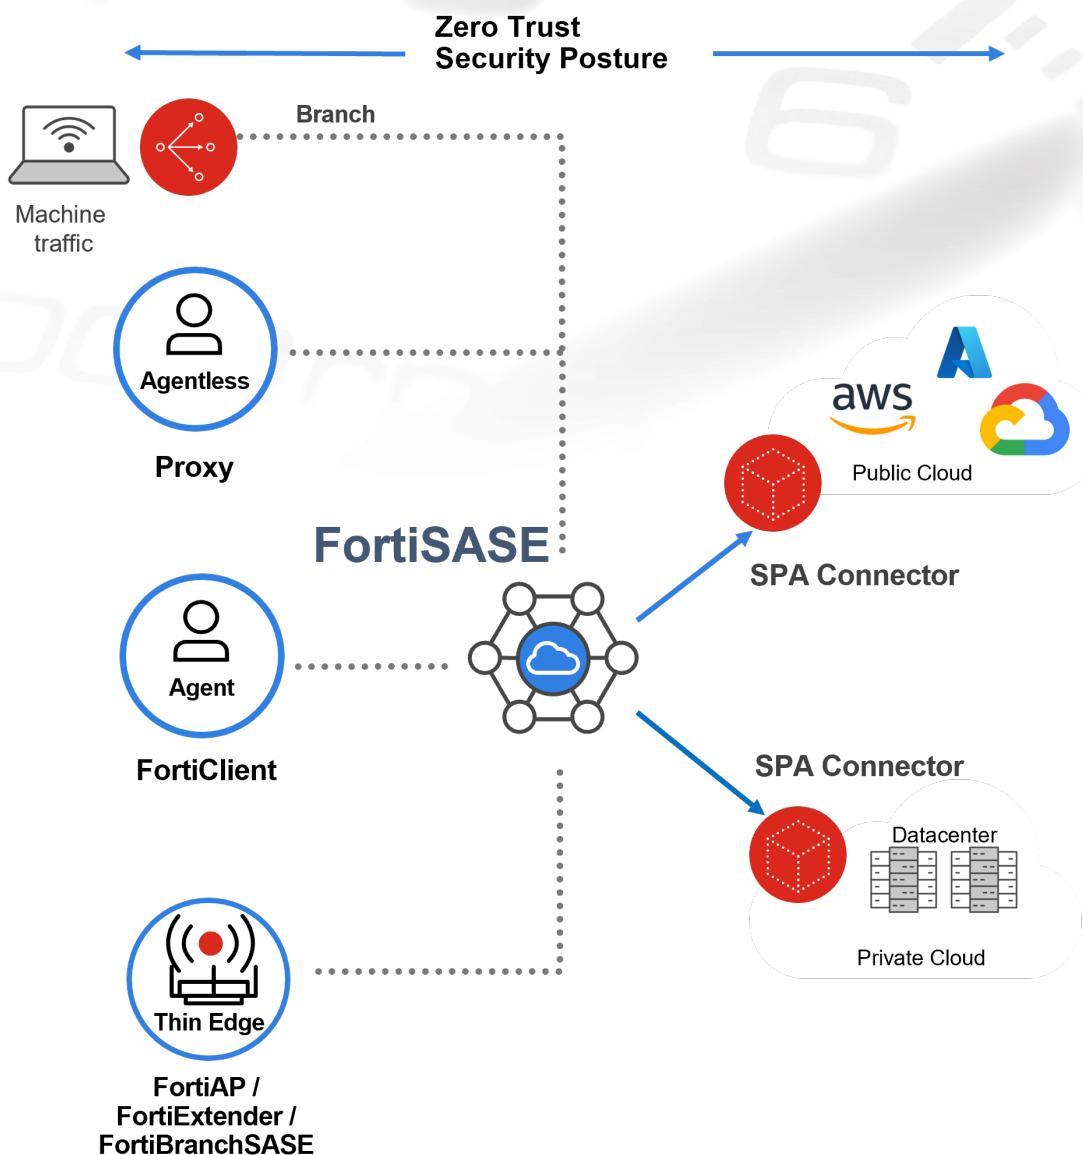 Zero Trust
Security Posture
Branch
Machine
traffic
Agentless
Proxy
aws
Public Cloud
FortiSASE
SPA Connector
Agent
FortiClient
SPA Connector
Datacenter
Private Cloud
Thin Edge
FortiAP /
FortiExtender /
FortiBranchSASE